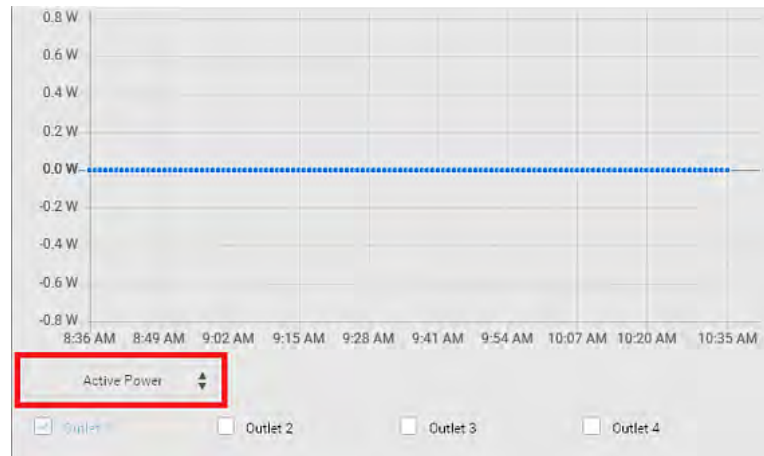 0.8 W
0.6 W
0.4 W
0.2 W
0.0 W
-0.2 W
-0.4 W
-0.6 W
-0.8 W
8:36 AM 8:49 AM 9:02 AM 9:15 AM 9:28 AM 9:41 AM 9:54 AM 10:07 AM 10:20 AM 10:35 AM
Active Power
Outlet 1 Outlet 2 Outlet 3 Outlet 4